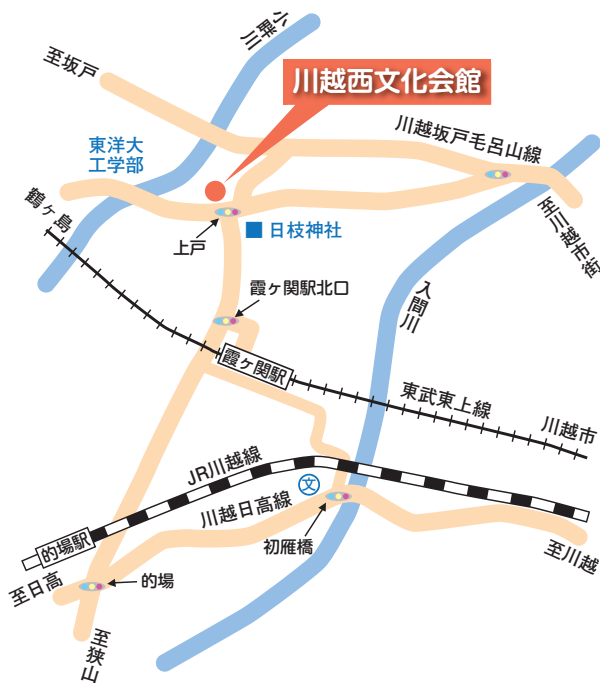 小畔川
至坂戸
川越西文化会館
川越坂戸毛呂山線
東洋大
工学部
鶴ヶ島
日枝神社
至川越市街
上戸
霞ヶ関駅北口
入間川
霞ヶ関駅
東武東上線
川越市
JR川越線
文
川越日高線
的場駅
初雁橋
至川越
至日高
的場
至狭山